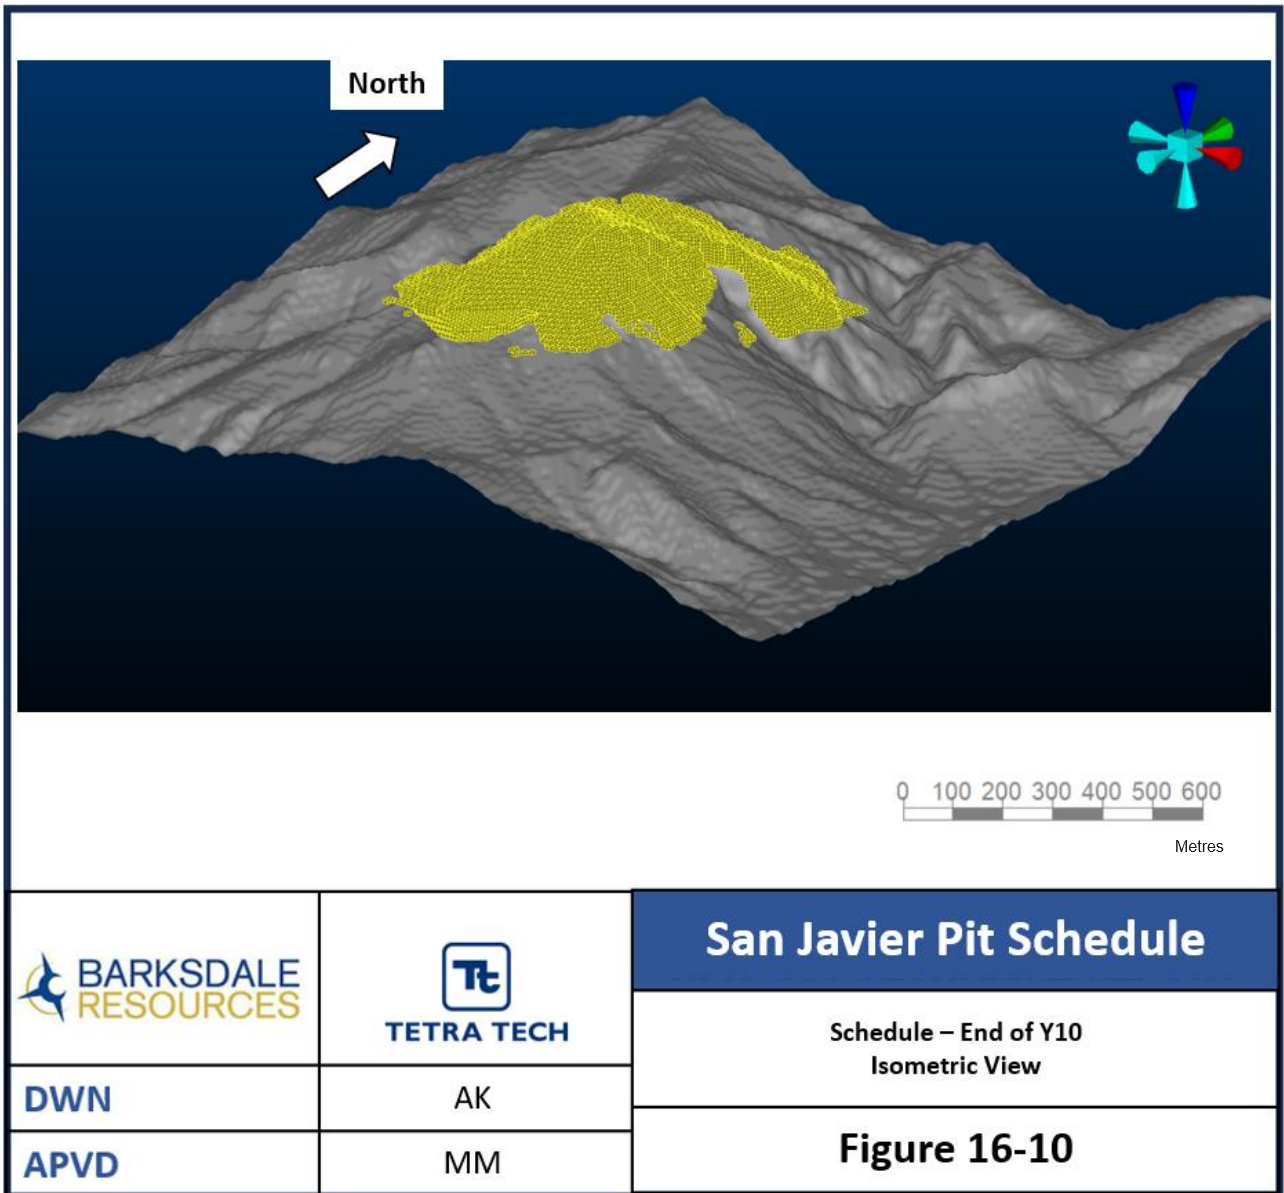 North
0 100 200 300 400 500 600
Metres
BARKSDALE
RESOURCES
Tt
TETRA TECH
San Javier Pit Schedule
Schedule – End of Y10
Isometric View
DWN
AK
Figure 16-10
APVD
MM